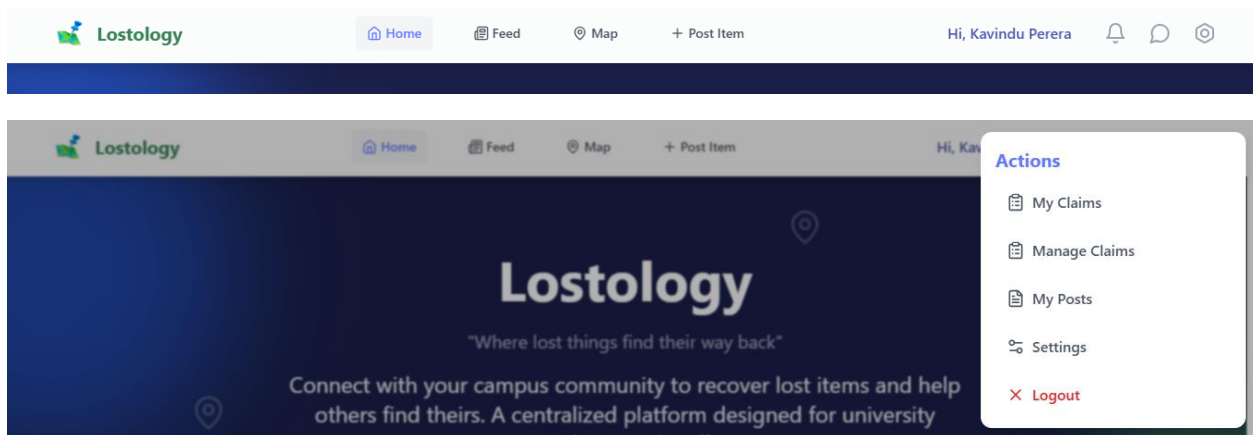 Lostology
Home
Feed
Map
+ Post Item
Hi, Kavindu Perera
Lostology
Home
Feed
Map
+ Post Item
Hi, Kav
Actions
My Claims
Manage Claims
My Posts
Settings
Logout
Lostology
"Where lost things find their way back"
Connect with your campus community to recover lost items and help
others find theirs. A centralized platform designed for university